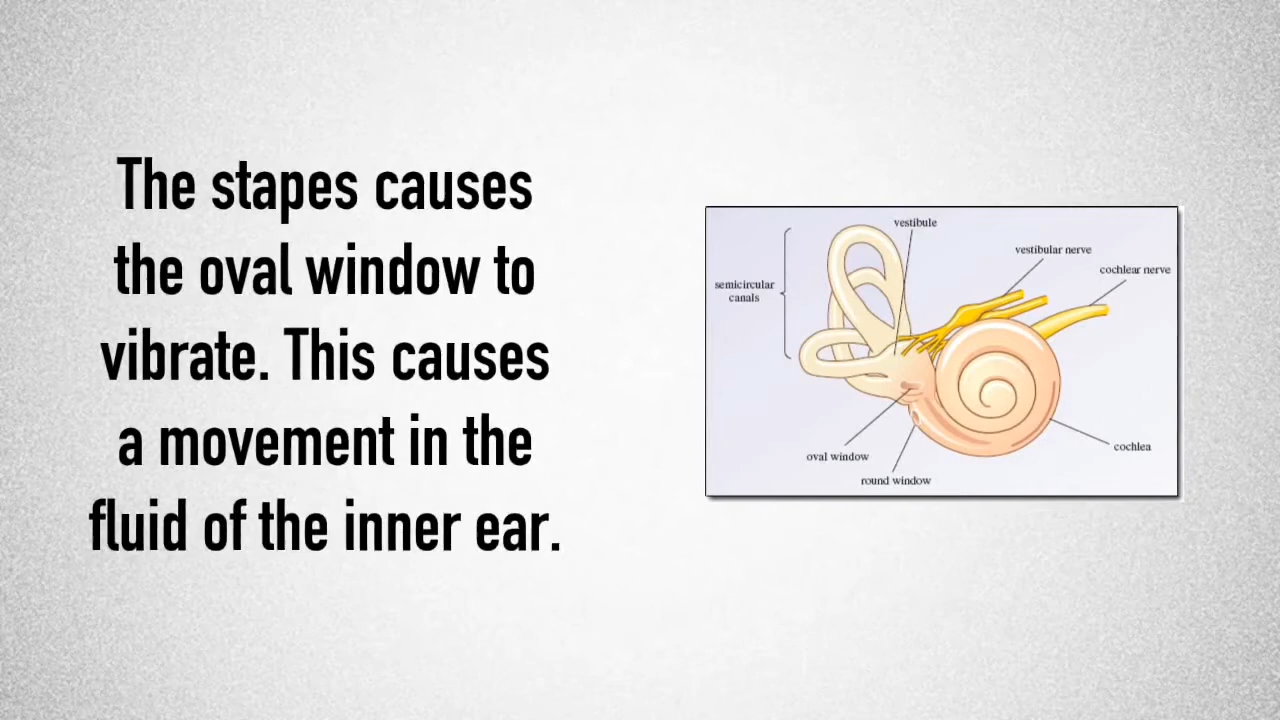 The stapes causes
the oval window to
vibrate. This causes
a movement in the
fluid of the inner ear.
vestibule
vestibular nerve
cochlear nerve
semicircular
canals
oval window
round window
cochlea